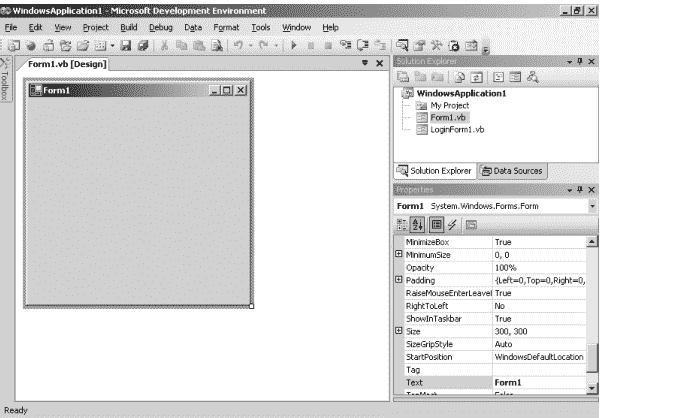 WindowsApplication1 - Microsoft Development Environment
File Edit View Project Build Debug Data Format Tools Window Help
Toolbox
Form1.vb [Design]
Form1
Solution Explorer
WindowsApplication1
My Project
Form1.vb
LoginForm1.vb
Solution Explorer Data Sources
Properties
Form1 System.Windows.Forms.Form
MinimizeBox True
MinimumSize 0, 0
Opacity 100%
Padding {Left=0,Top=0,Right=0,
RaiseMouseEnterLeavel True
RightToLeft No
ShowInTaskbar True
Size 300, 300
SizeGripStyle Auto
StartPosition WindowsDefaultLocation
Tag
Text Form1
Ready